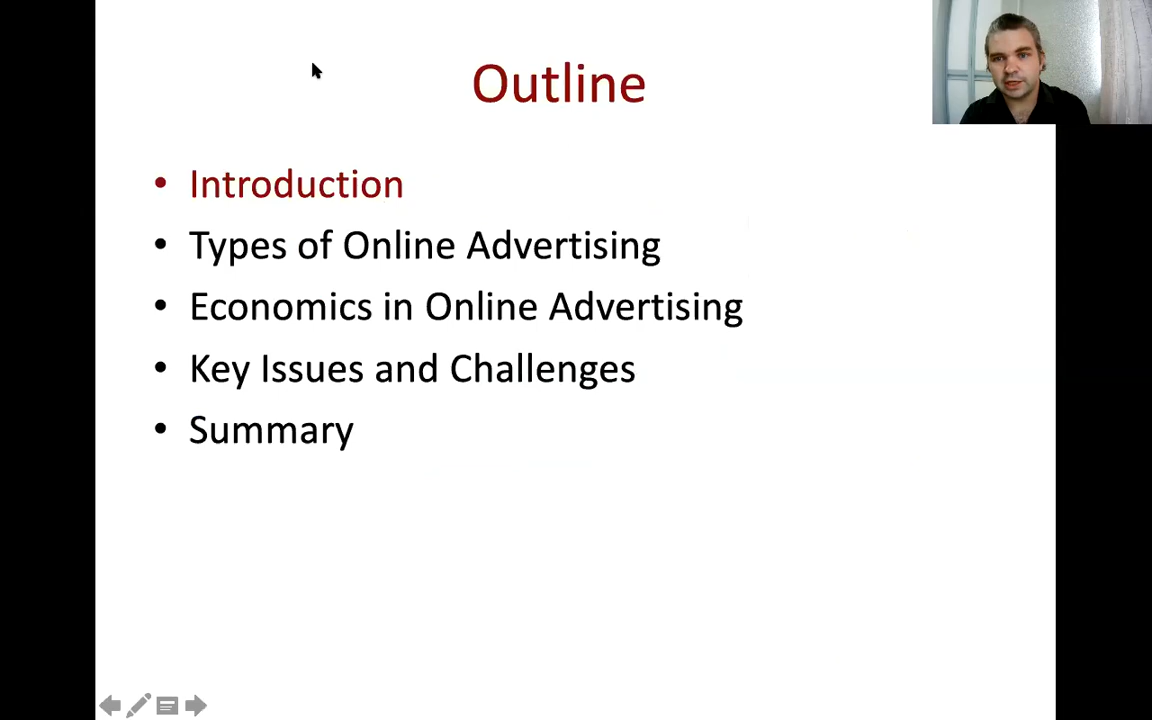 Outline
• Introduction
• Types of Online Advertising
• Economics in Online Advertising
• Key Issues and Challenges
• Summary